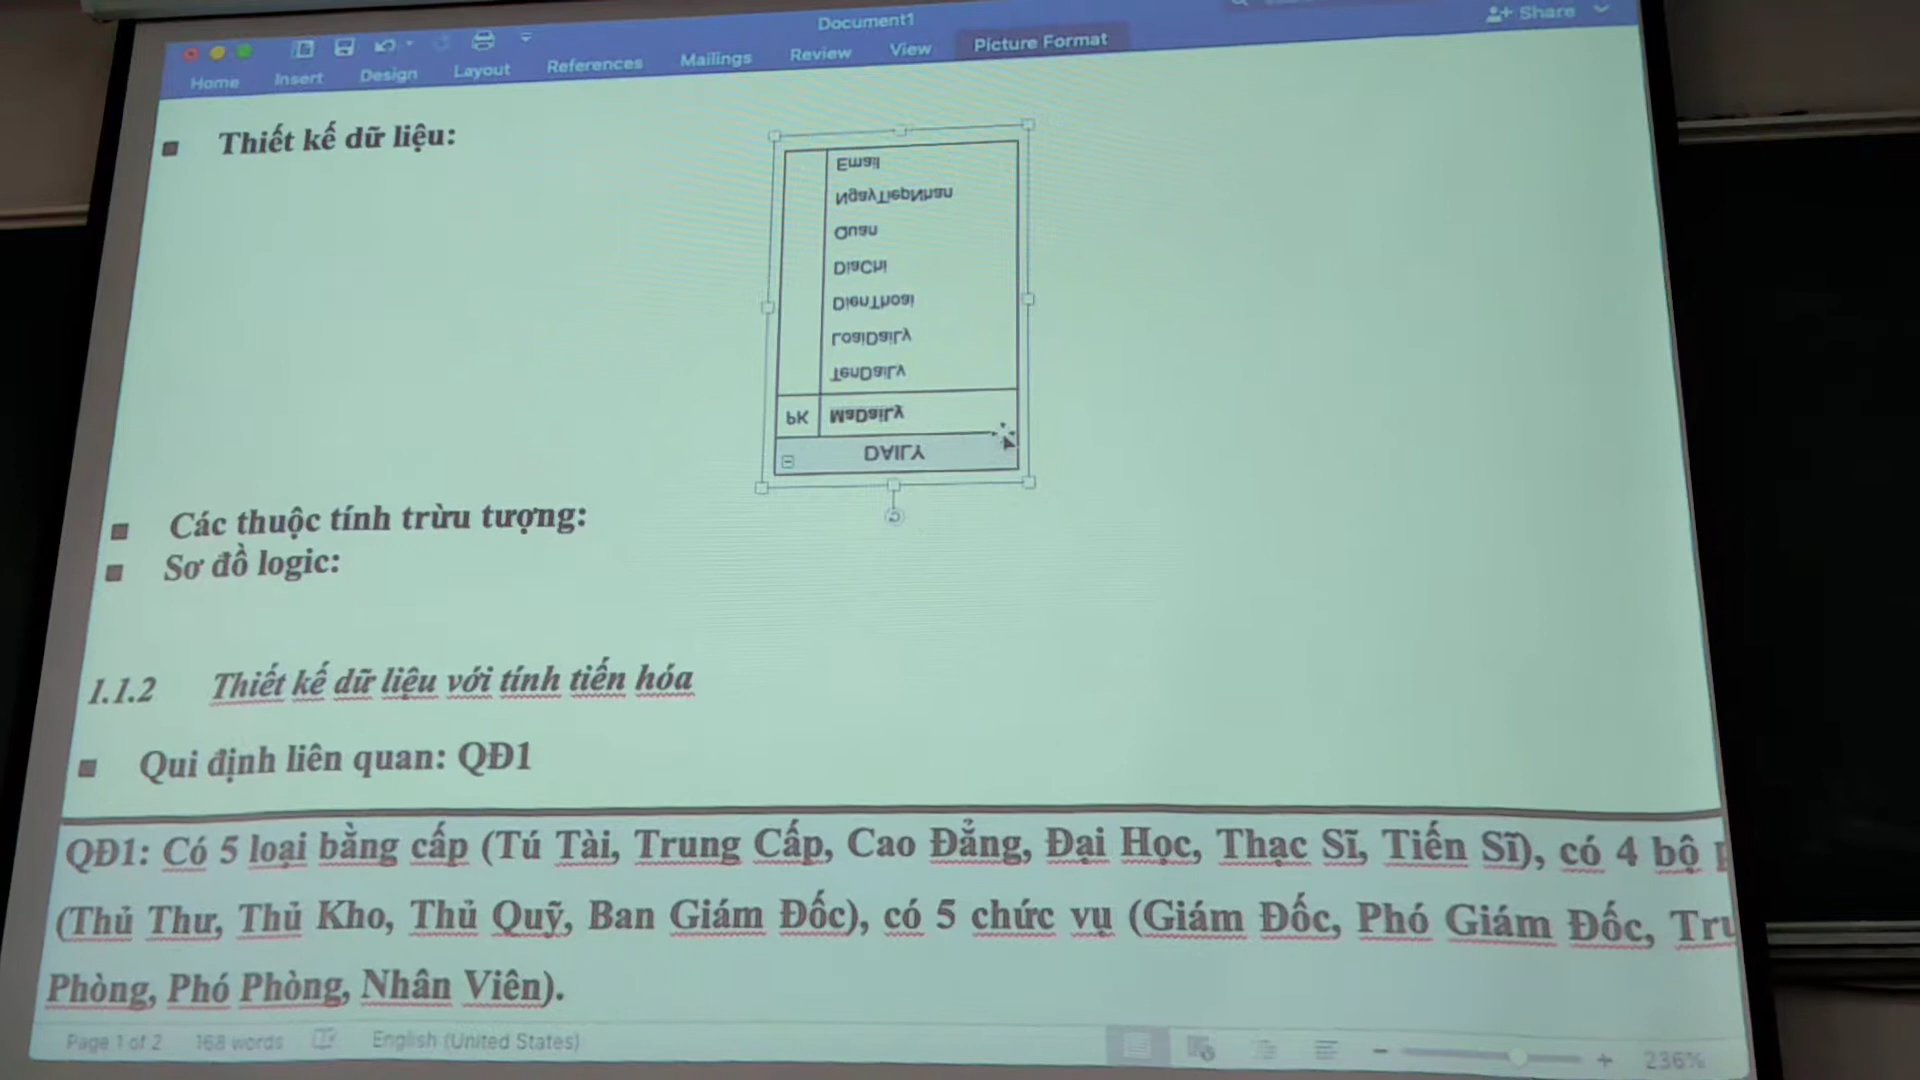 Document1
Share
Home Insert Design Layout References Mailings Review View Picture Format
Thiết kế dữ liệu:
Email
NgayTiepNhan
Quan
DiaChi
DienThoai
LoaiDaiLy
TenDaiLy
PK MaDaiLy
DAILY
Các thuộc tính trừu tượng:
Sơ đồ logic:
1.1.2 Thiết kế dữ liệu với tính tiến hóa
Qui định liên quan: QĐ1
QĐ1: Có 5 loại bằng cấp (Tú Tài, Trung Cấp, Cao Đẳng, Đại Học, Thạc Sĩ, Tiến Sĩ), có 4 bộ
(Thủ Thư, Thủ Kho, Thủ Quỹ, Ban Giám Đốc), có 5 chức vụ (Giám Đốc, Phó Giám Đốc,
Phòng, Phó Phòng, Nhân Viên).
Page 1 of 2 168 words English (United States) 236%